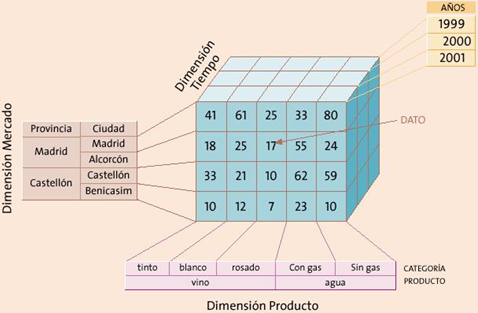 AÑOS
1999
2000
2001
Dimensión
Tiempo
Dimensión Mercado
41 61 25 33 80
DATO
Provincia Ciudad
Madrid Madrid
Alcorcón
Castellón Castellón
Benicasim
18 25 17 55 24
33 21 10 62 59
10 12 7 23 10
tinto blanco rosado Con gas Sin gas CATEGORÍA
vino agua PRODUCTO
Dimensión Producto